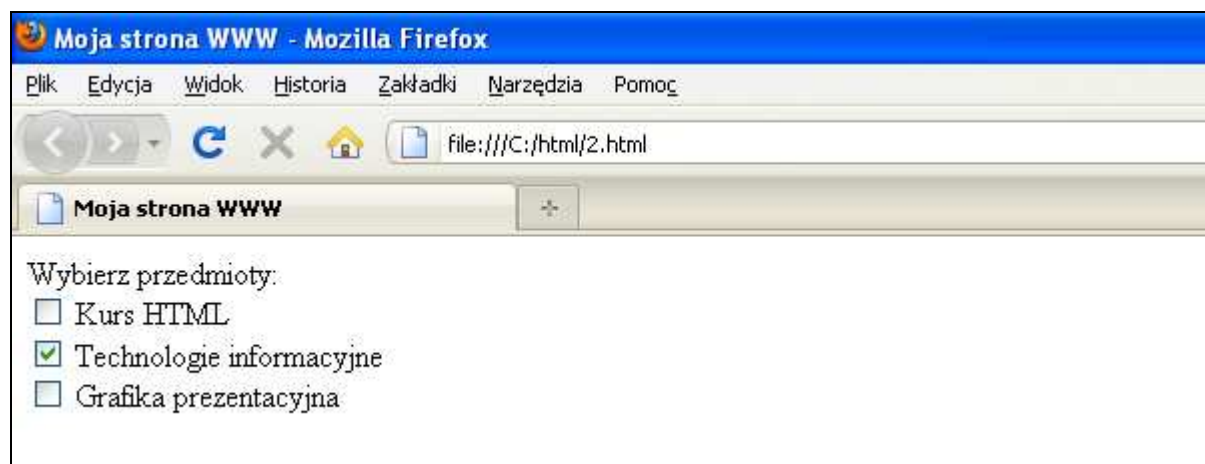 Moja strona WWW - Mozilla Firefox
Plik Edycja Widok Historia Zakładki Narzędzia Pomoc
file:///C:/html/2.html
Moja strona WWW
Wybierz przedmioty:
Kurs HTML
Technologie informacyjne
Grafika prezentacyjna